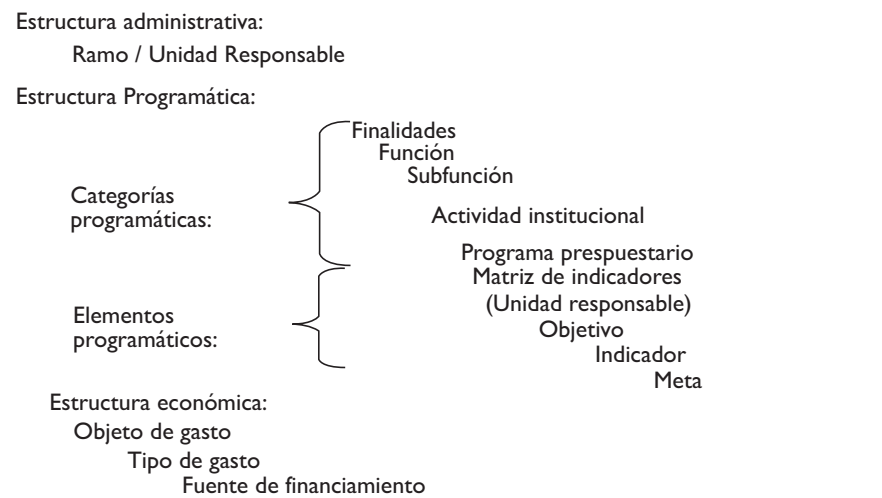 Estructura administrativa:
Ramo / Unidad Responsable
Estructura Programática:
Categorías
programáticas:
Finalidades
Función
Subfunción
Actividad institucional
Programa prespuestario
Elementos
programáticos:
Matriz de indicadores
(Unidad responsable)
Objetivo
Indicador
Meta
Estructura económica:
Objeto de gasto
Tipo de gasto
Fuente de financiamiento